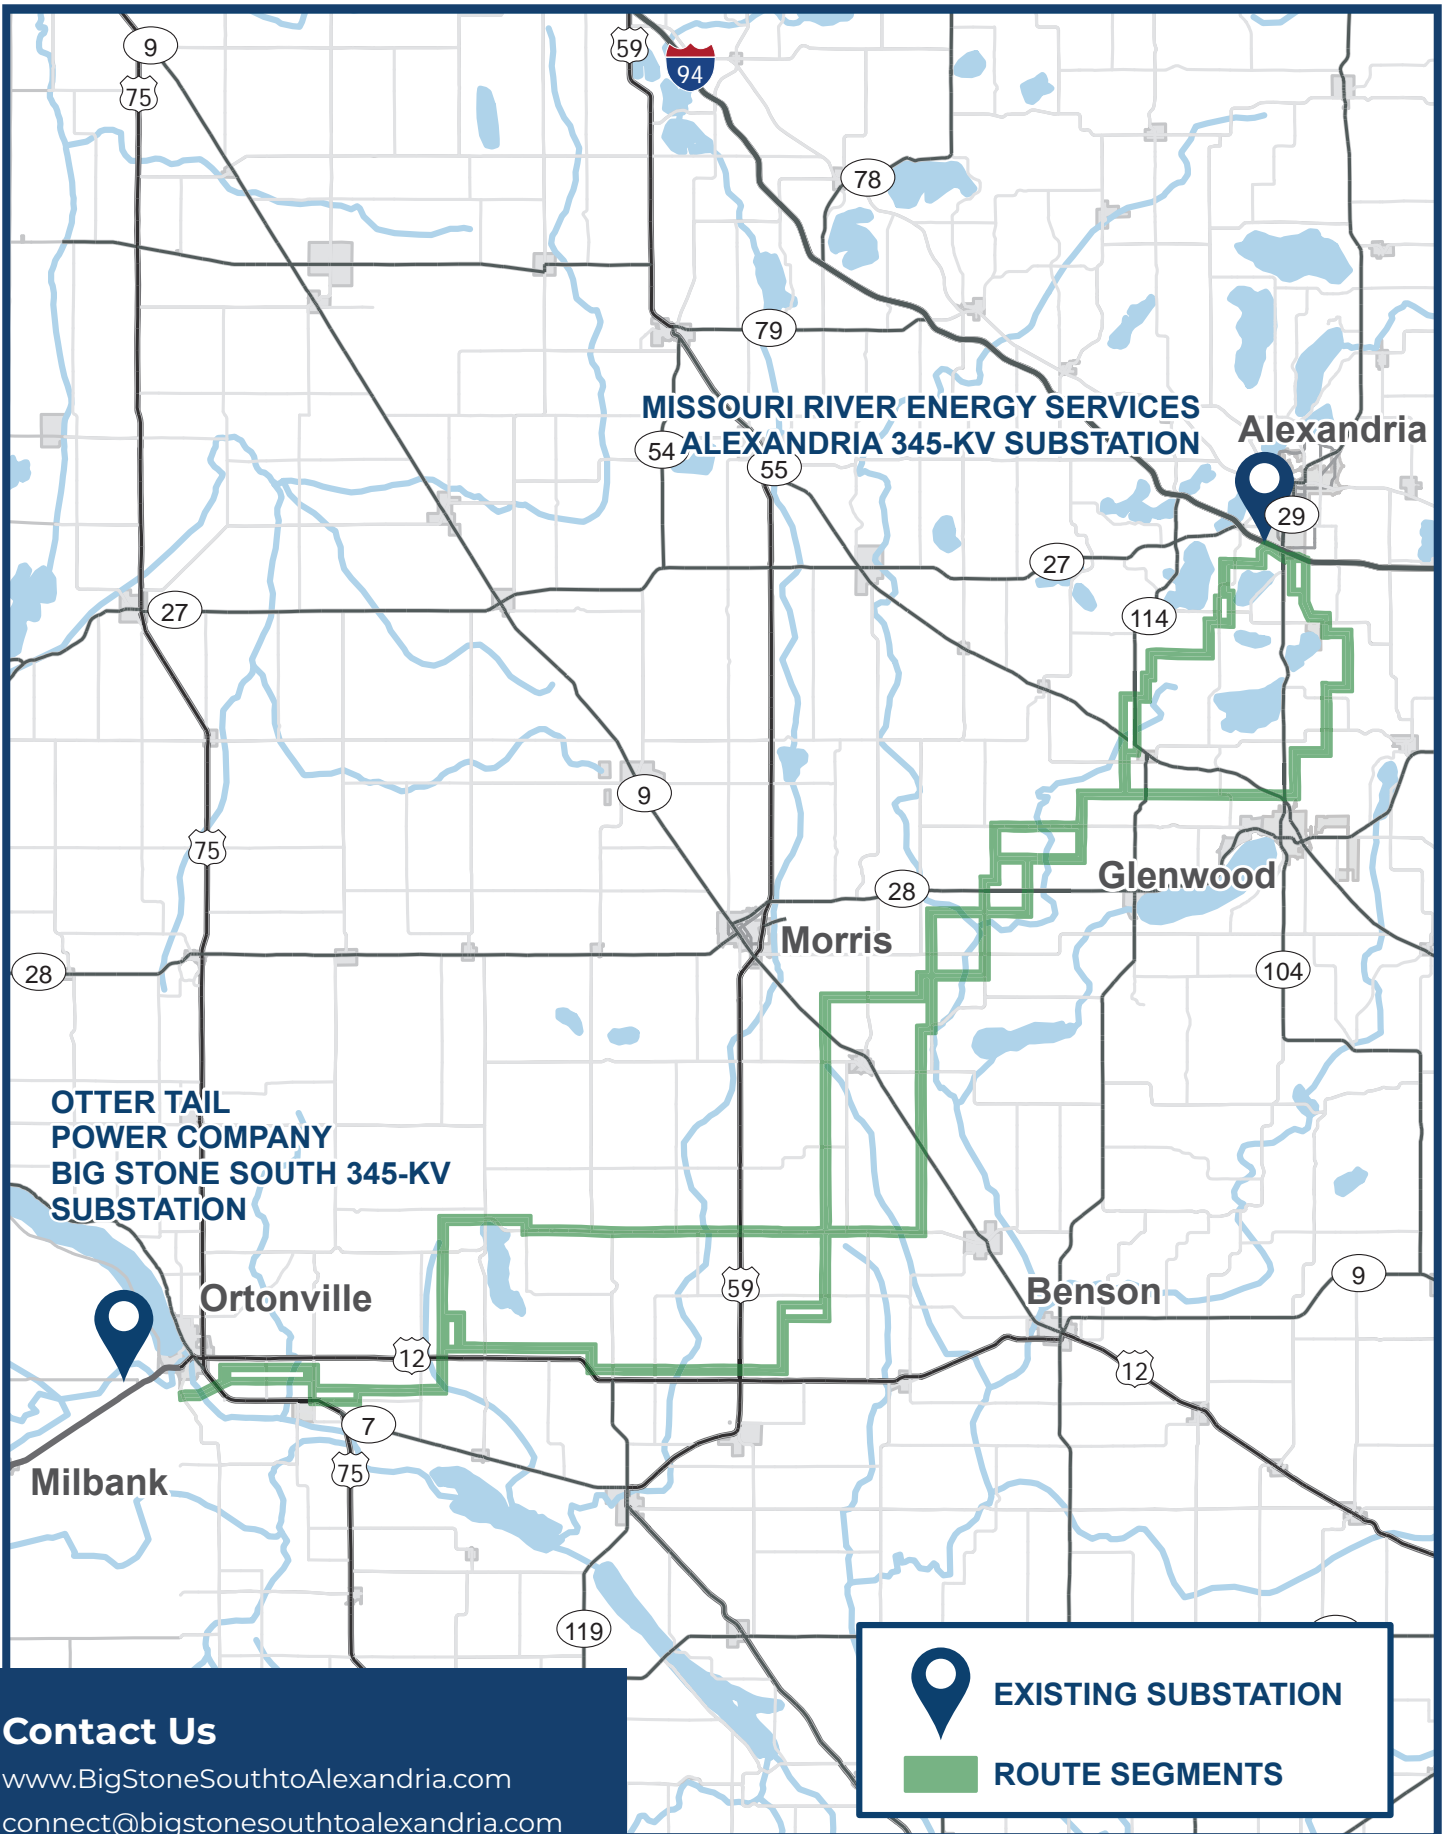 9
59
94
75
78
79
MISSOURI RIVER ENERGY SERVICES
ALEXANDRIA 345-KV SUBSTATION
Alexandria
54
55
29
27
27
114
9
75
28
Glenwood
Morris
28
104
OTTER TAIL
POWER COMPANY
BIG STONE SOUTH 345-KV
SUBSTATION
Ortonville
59
Benson
9
12
12
7
75
Milbank
119
EXISTING SUBSTATION
ROUTE SEGMENTS
Contact Us
www.BigStoneSouthtoAlexandria.com
connect@bigstonesouthtoalexandria.com